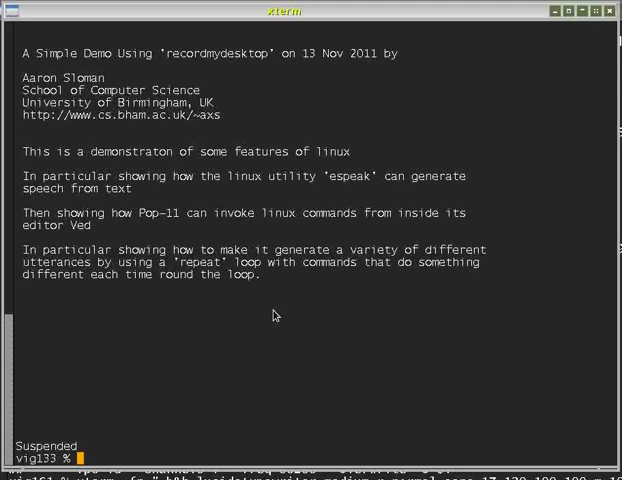 xterm
A Simple Demo Using 'recordmydesktop' on 13 Nov 2011 by
Aaron Sloman
School of Computer Science
University of Birmingham, UK
http://www.cs.bham.ac.uk/~axs
This is a demonstraton of some features of linux
In particular showing how the linux utility 'espeak' can generate
speech from text
Then showing how Pop-11 can invoke linux commands from inside its
editor Ved
In particular showing how to make it generate a variety of different
utterances by using a 'repeat' loop with commands that do something
different each time round the loop.
Suspended
vig133 %